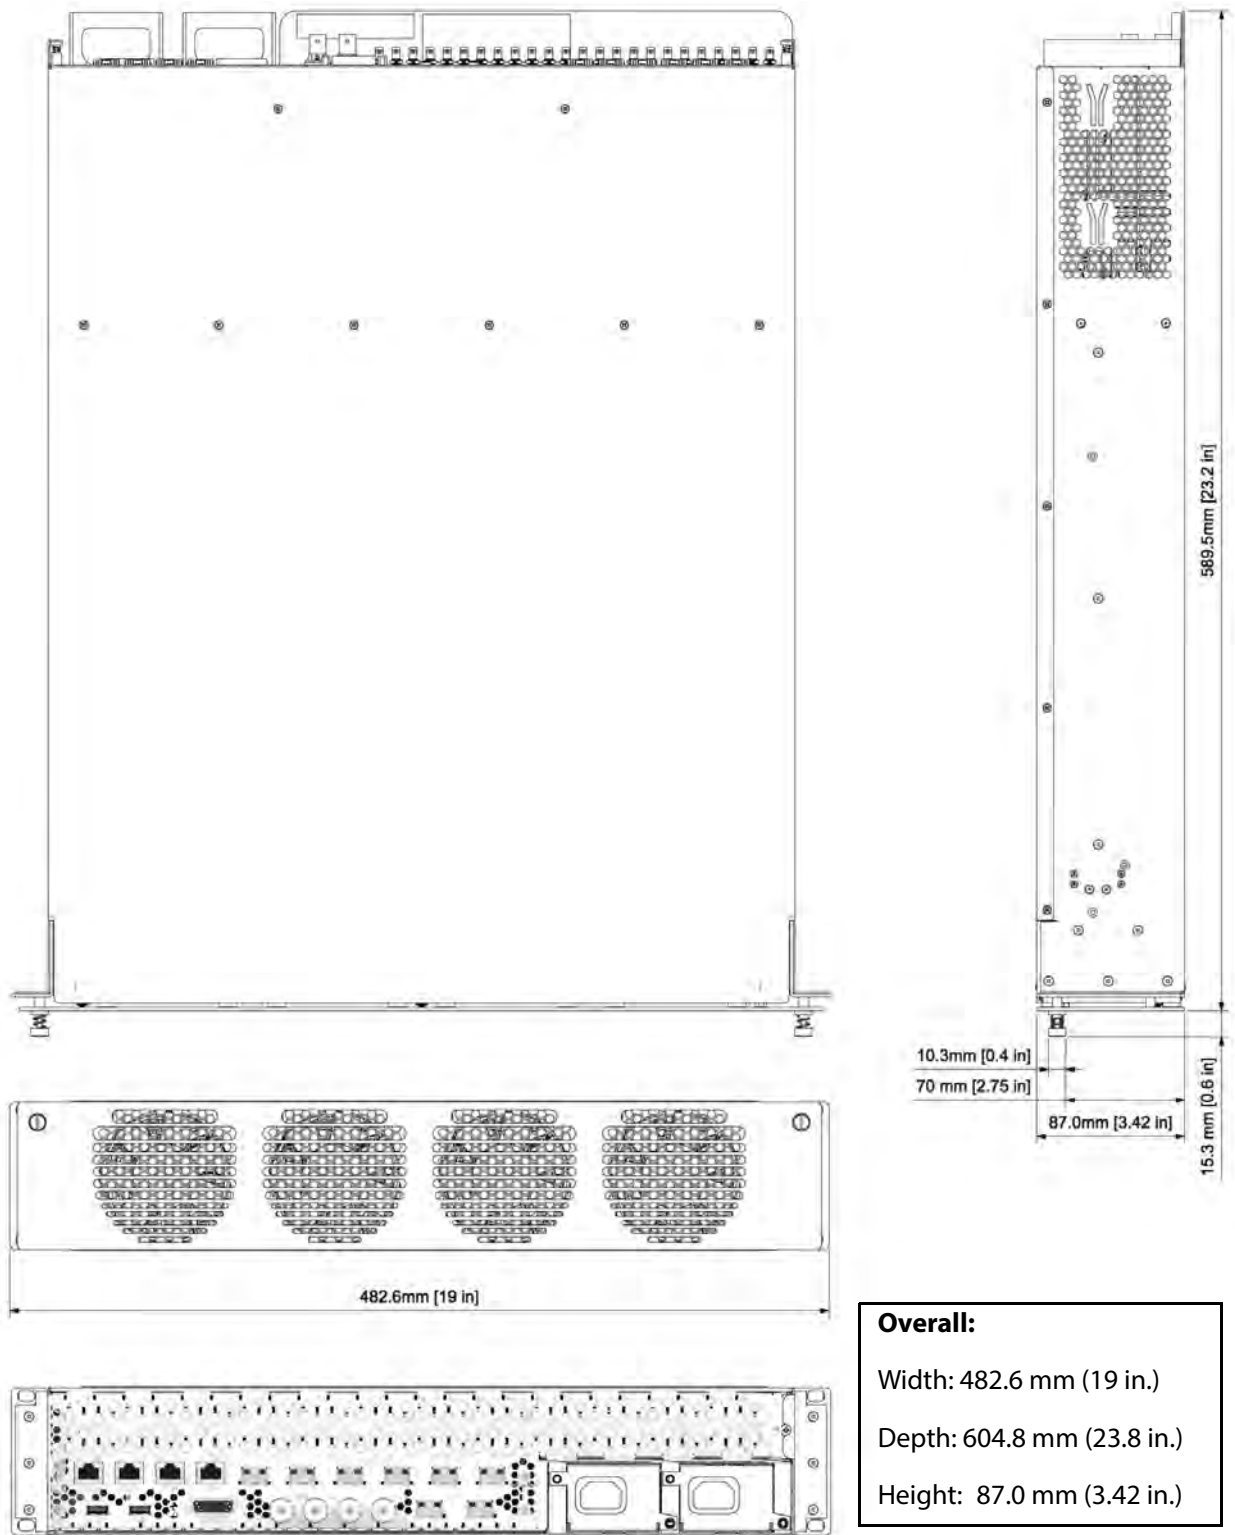 589.5mm [23.2 in]
10.3mm [0.4 in]
70 mm [2.75 in]
87.0mm [3.42 in]
15.3 mm [0.6 in]
482.6mm [19 in]
Overall:
Width: 482.6 mm (19 in.)
Depth: 604.8 mm (23.8 in.)
Height: 87.0 mm (3.42 in.)